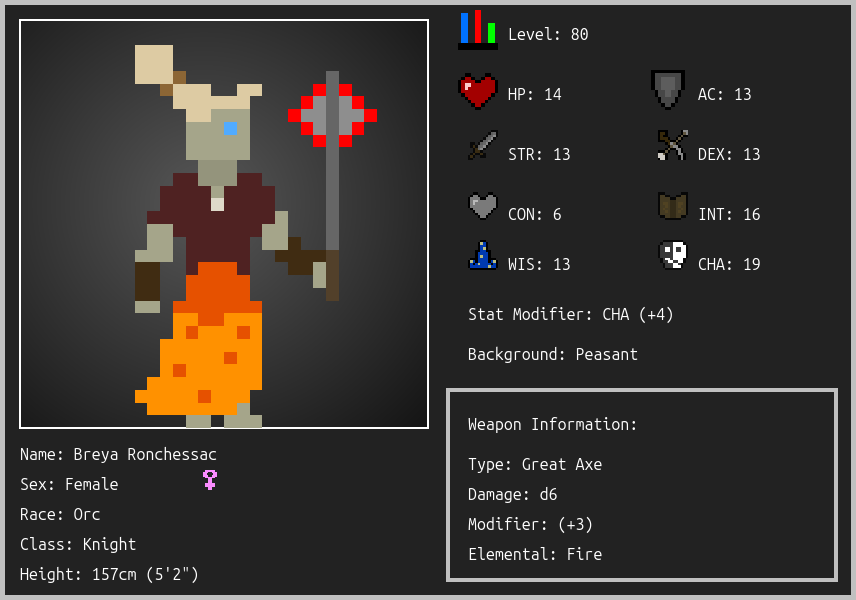 Level: 80
HP: 14
AC: 13
STR: 13
DEX: 13
CON: 6
INT: 16
WIS: 13
CHA: 19
Stat Modifier: CHA (+4)
Background: Peasant
Weapon Information:
Type: Great Axe
Damage: d6
Modifier: (+3)
Elemental: Fire
Name: Breya Ronchessac
Sex: Female
Race: Orc
Class: Knight
Height: 157cm (5'2")